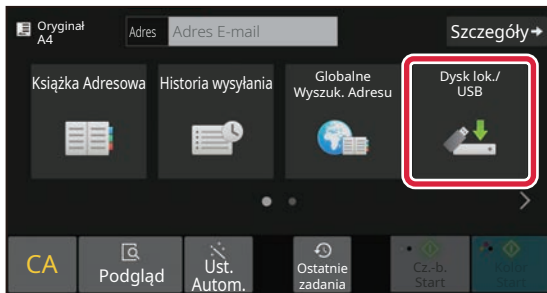 Oryginał
A4
Adres
Adres E-mail
Szczegóły
Książka Adresowa
Historia wysyłania
Globalne
Wyszuk. Adresu
Dysk lok./
USB
CA
Podgląd
Ust.
Autom.
Ostatnie
zadania
Cz.-b.
Start
Kolor
Start